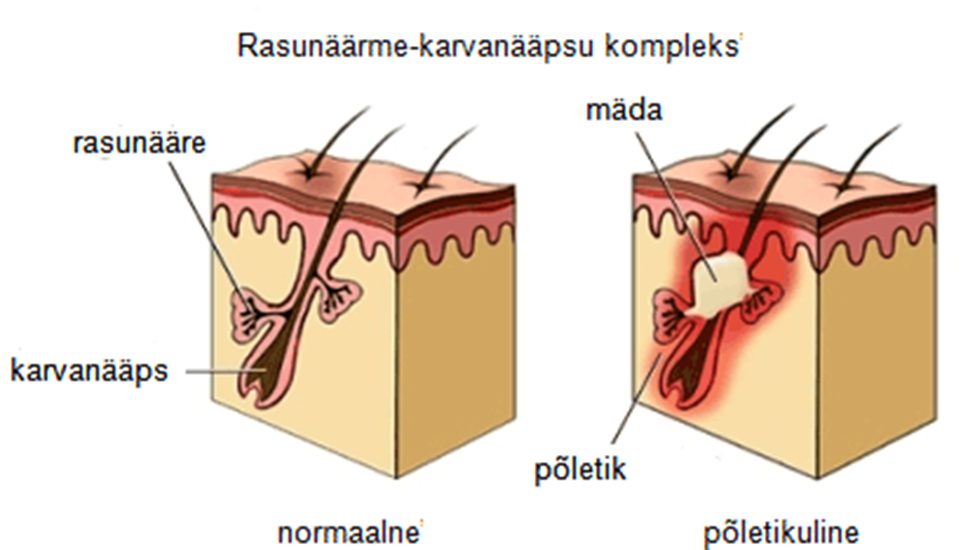 Rasunäärme-karvanääpsu kompleks
mäda
rasunääre
karvanääps
põletik
normaalne
põletikuline